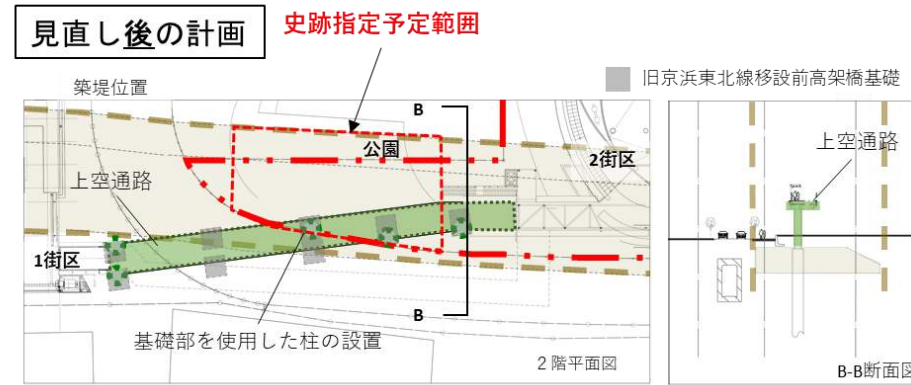 見直し後の計画
史跡指定予定範囲
築堤位置
旧京浜東北線移設前高架橋基礎
B
公園
2街区
上空通路
上空通路
1街区
B
基礎部を使用した柱の設置
2階平面図
B-B断面図